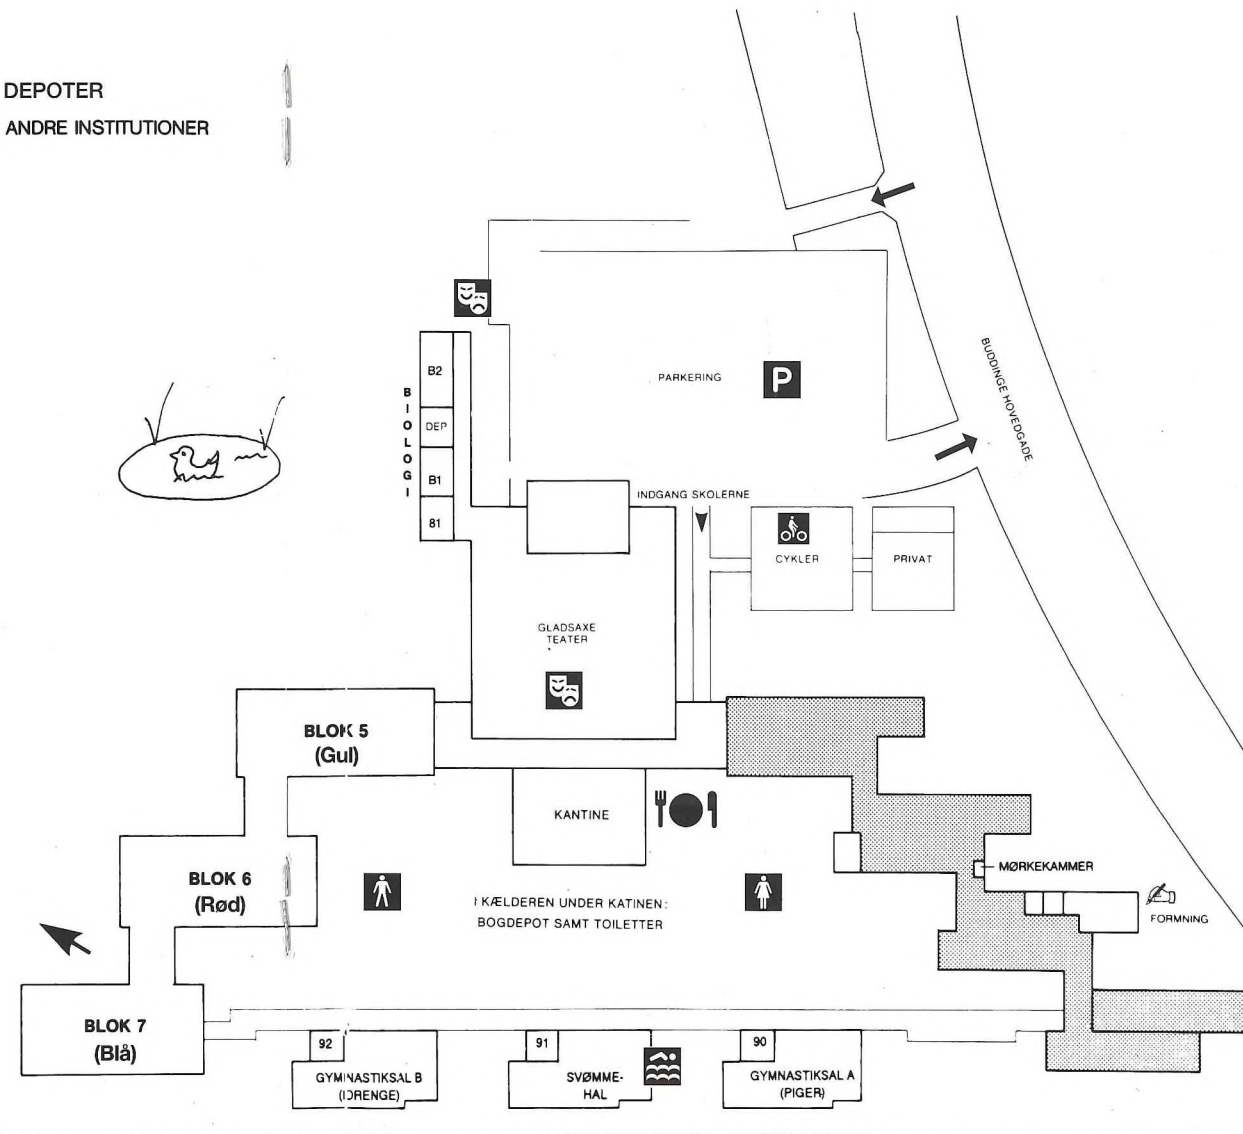 DEPOTER
ANDRE INSTITUTIONER
BUDDINGE HOVEDGADE
PARKERING
P
BIOLOGI
B2
DEP
B1
81
INDGANG SKOLERNE
CYKLER
PRIVAT
GLADSAXE
TEATER
BLOK 5
(Gul)
KANTINE
MØRKEKAMMER
FORMNING
BLOK 6
(Rød)
I KÆLDEREN UNDER KATINEN:
BOGDEPOT SAMT TOILETTER
BLOK 7
(Blå)
92
GYMNASTIKSAL B
(DRENGE)
91
SVØMME-
HAL
90
GYMNASTIKSAL A
(PIGER)